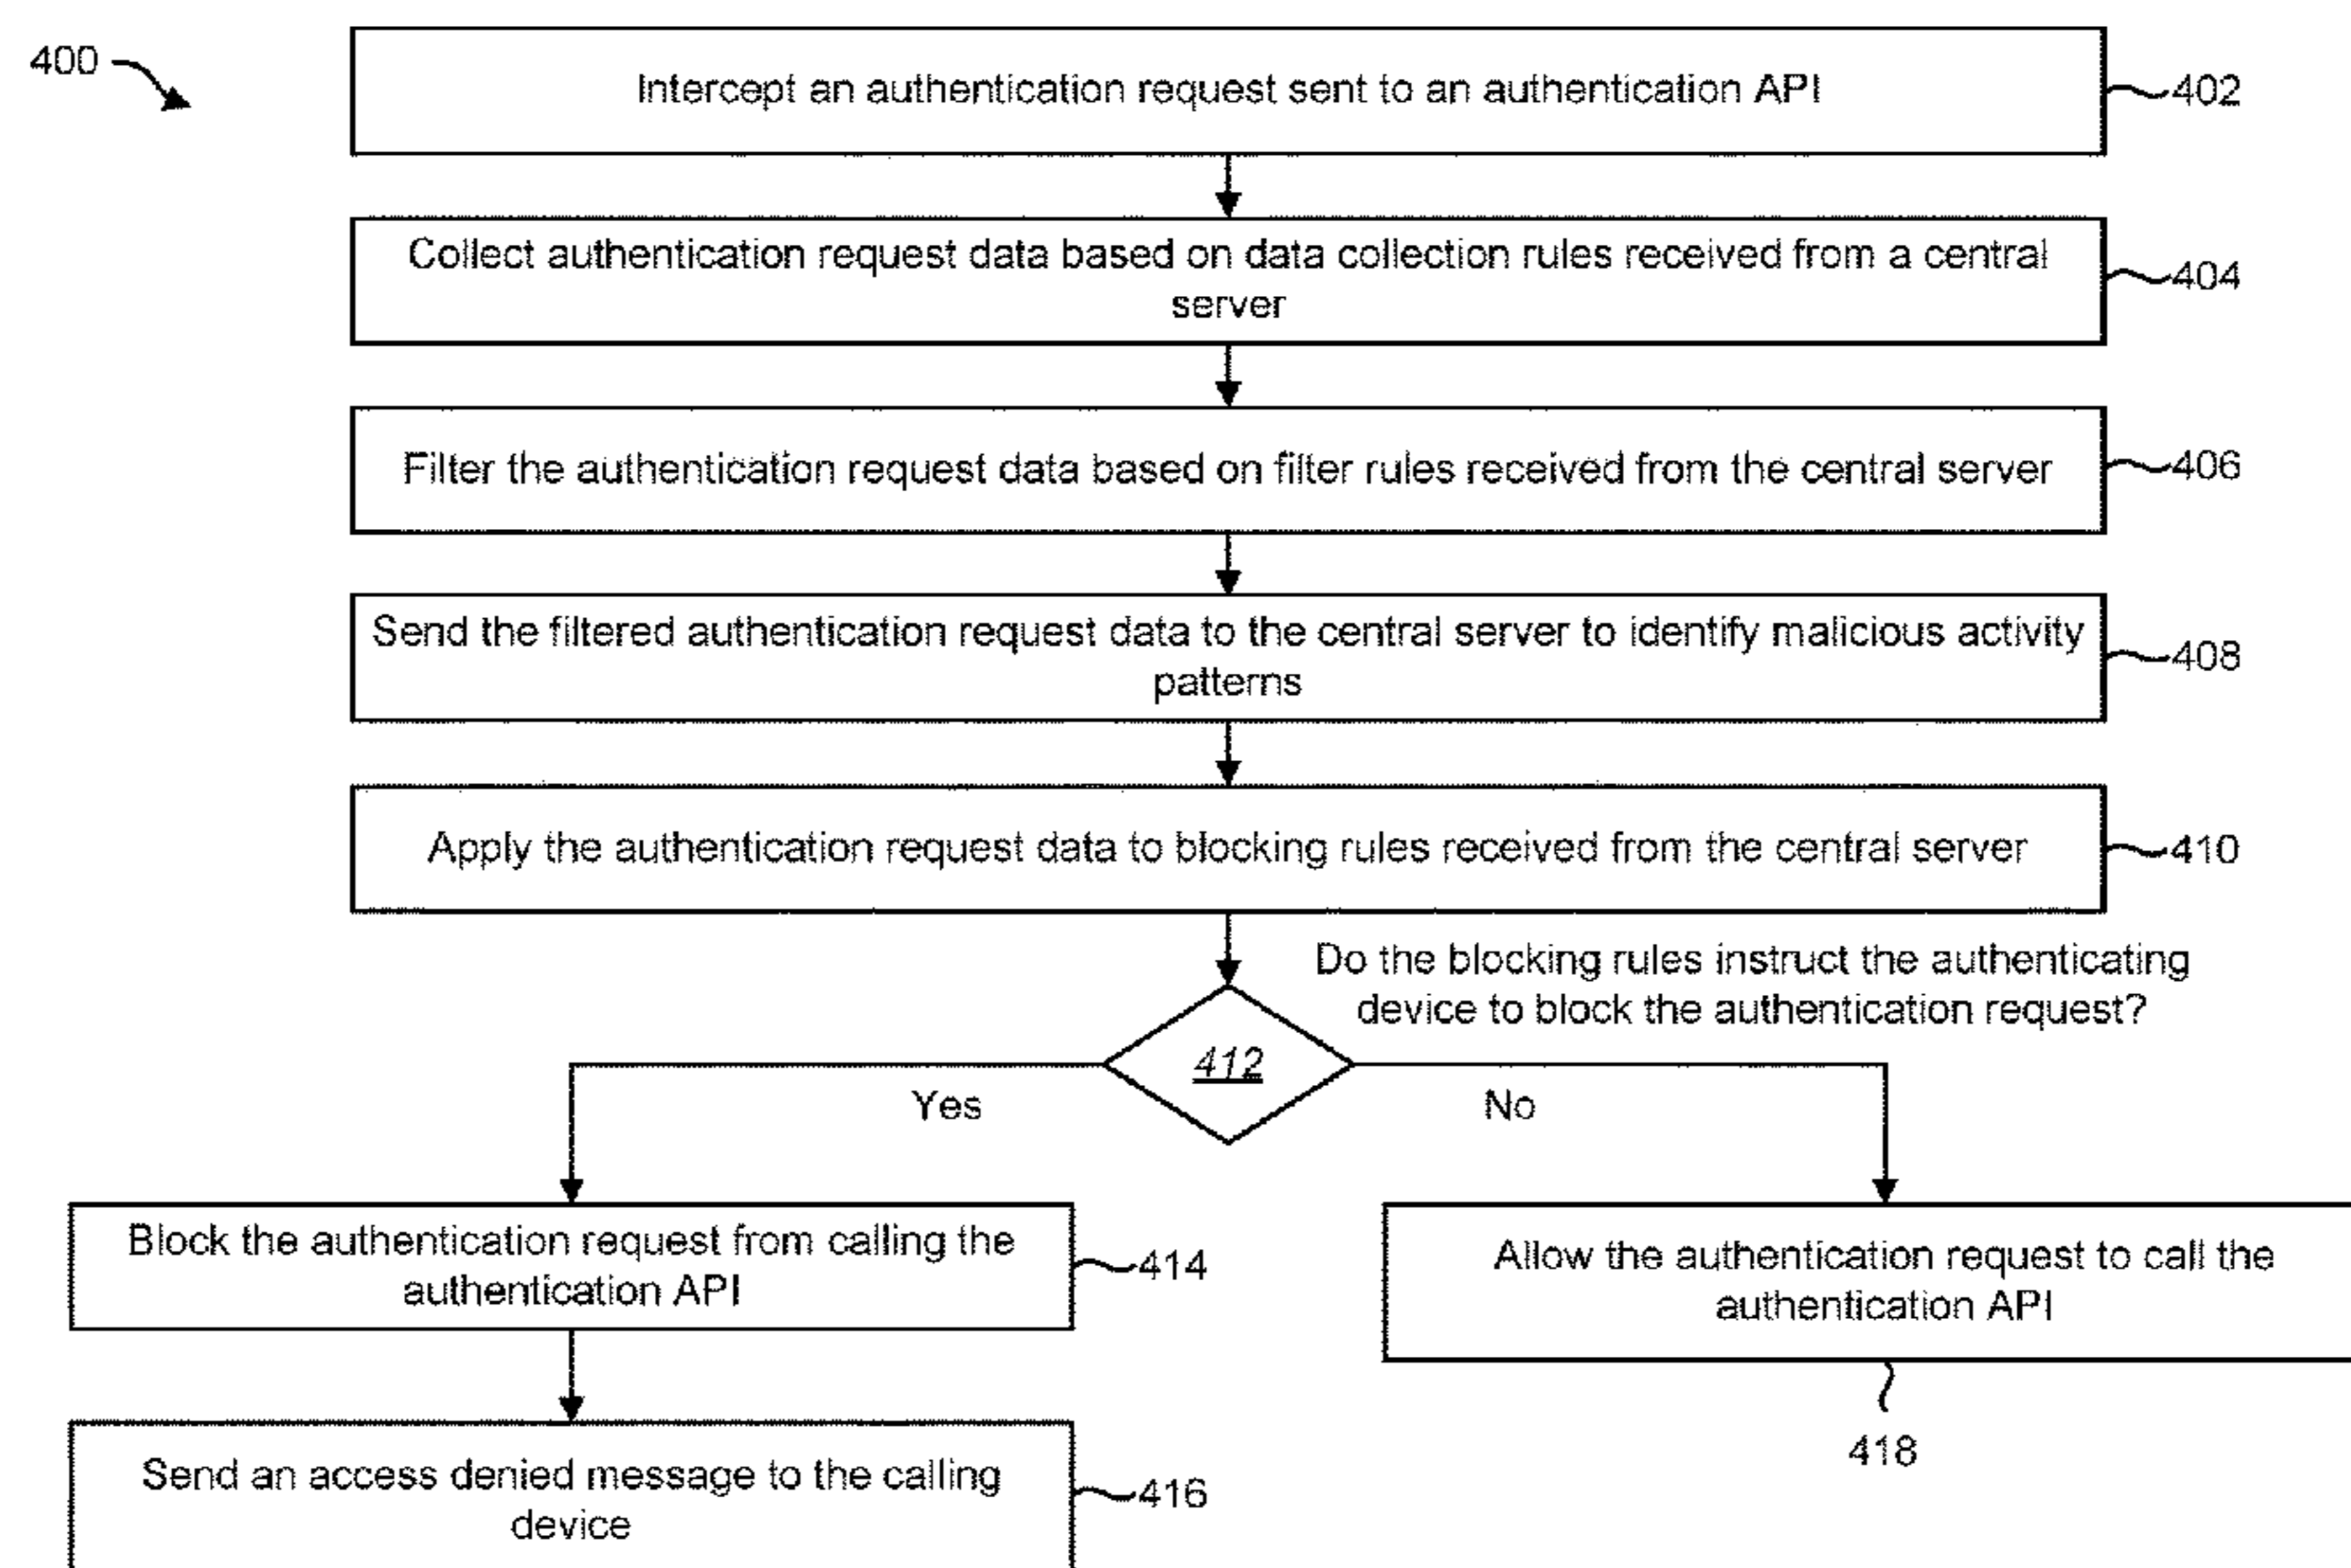 400
Intercept an authentication request sent to an authentication API
402
Collect authentication request data based on data collection rules received from a central
server
404
Filter the authentication request data based on filter rules received from the central server
406
Send the filtered authentication request data to the central server to identify malicious activity
patterns
408
Apply the authentication request data to blocking rules received from the central server
410
Do the blocking rules instruct the authenticating
device to block the authentication request?
412
Yes
No
Block the authentication request from calling the
authentication API
414
Allow the authentication request to call the
authentication API
418
Send an access denied message to the calling
device
416